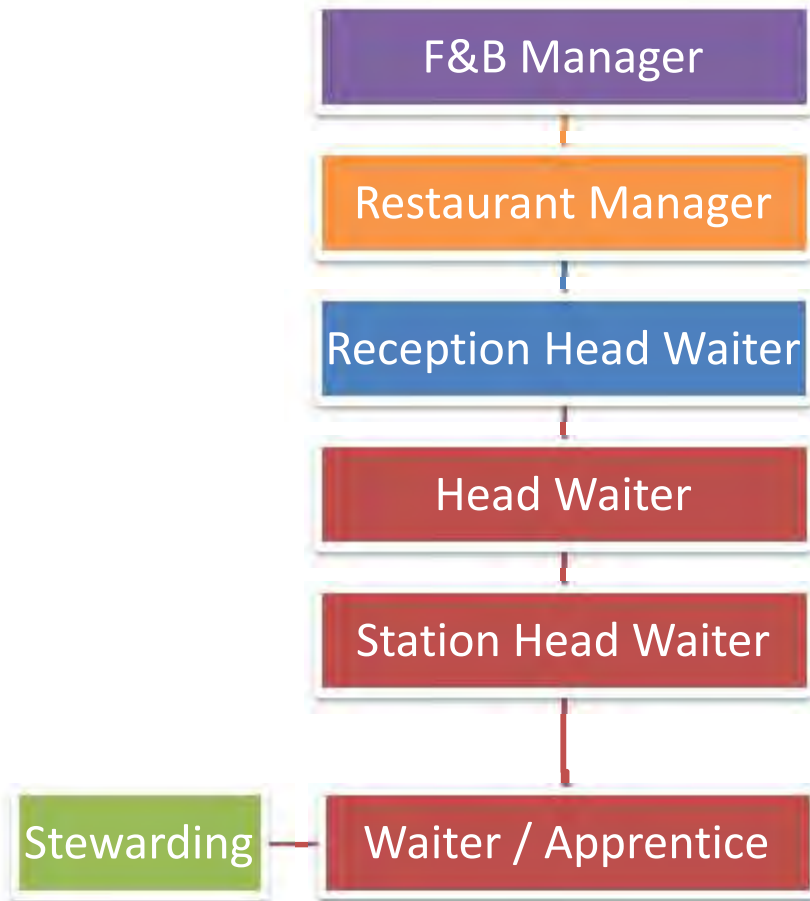 F&B Manager
Restaurant Manager
Reception Head Waiter
Head Waiter
Station Head Waiter
Stewarding
Waiter / Apprentice